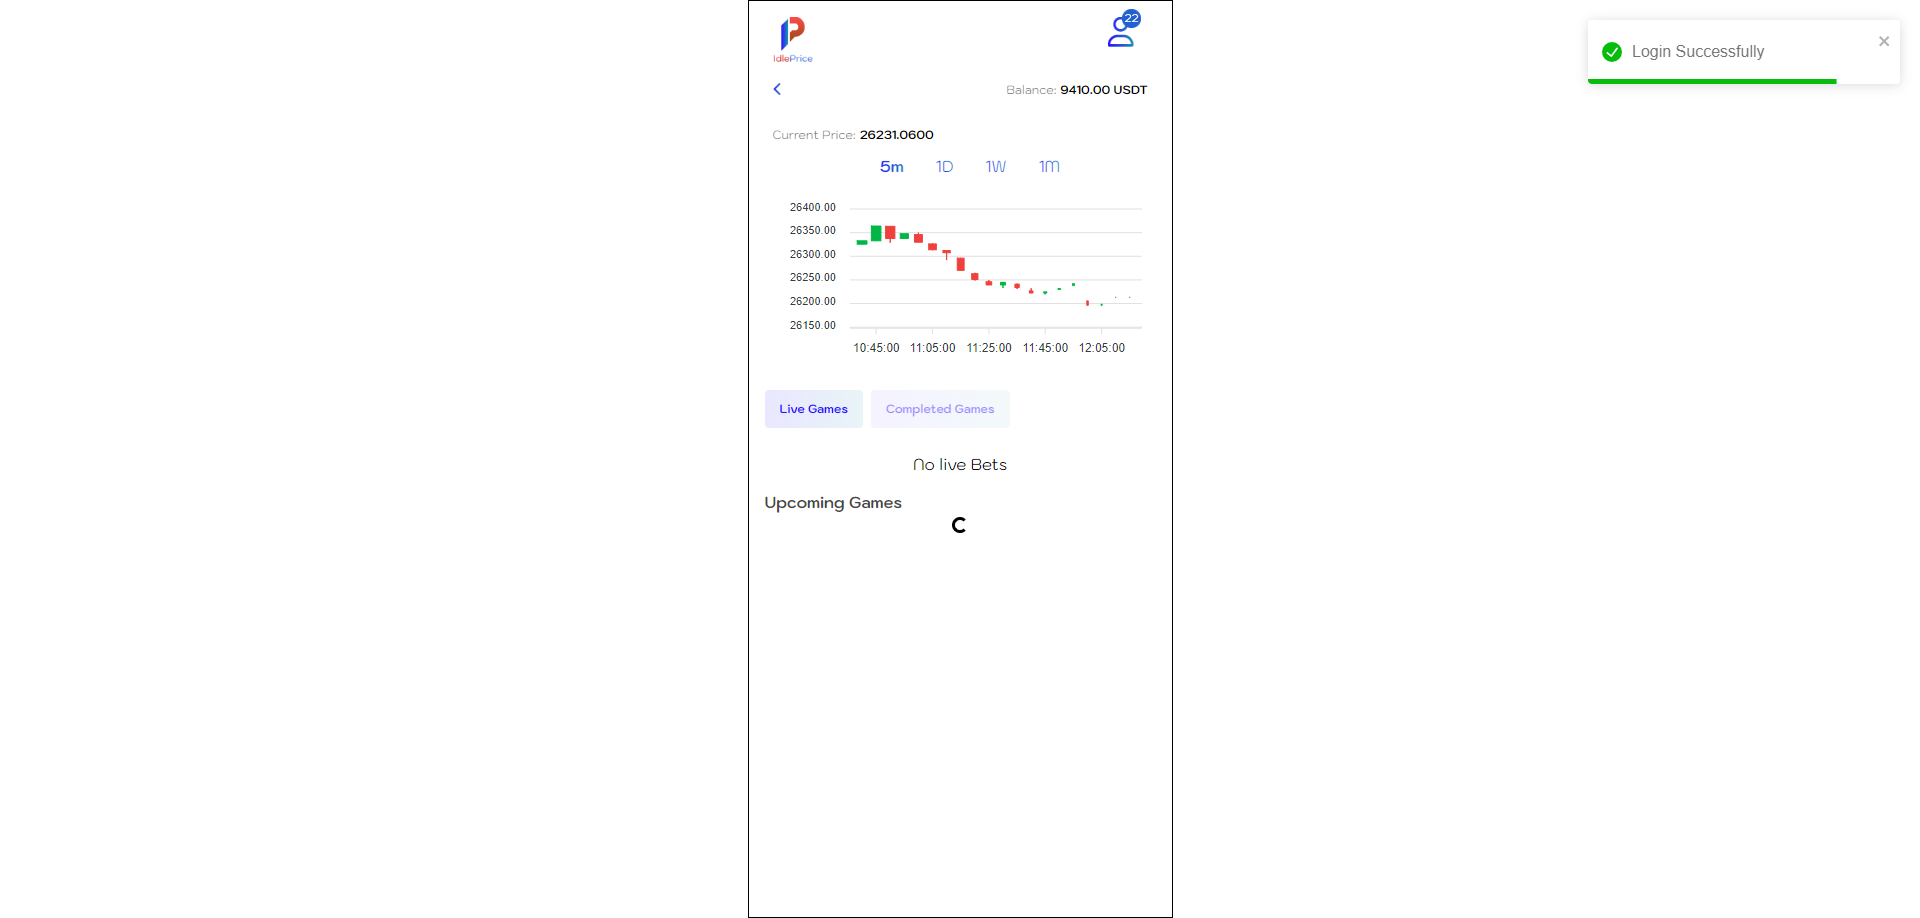 22
IdlePrice
Login Successfully
Balance: 9410.00 USDT
Current Price: 26231.0600
5m 1D 1W 1M
26400.00
26350.00
26300.00
26250.00
26200.00
26150.00
10:45:00 11:05:00 11:25:00 11:45:00 12:05:00
Live Games Completed Games
No live Bets
Upcoming Games